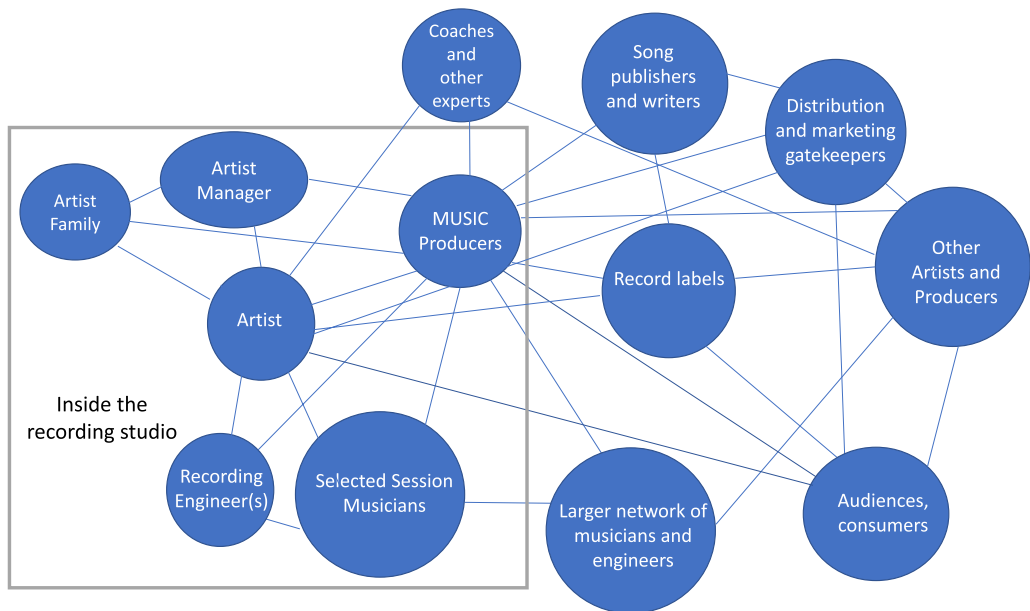 Coaches
and
other
experts
Song
publishers
and writers
Distribution
and marketing
gatekeepers
Artist
Manager
Artist
Family
MUSIC
Producers
Other
Artists and
Producers
Record labels
Artist
Inside the
recording studio
Recording
Engineer(s)
Selected Session
Musicians
Larger network of
musicians and
engineers
Audiences,
consumers